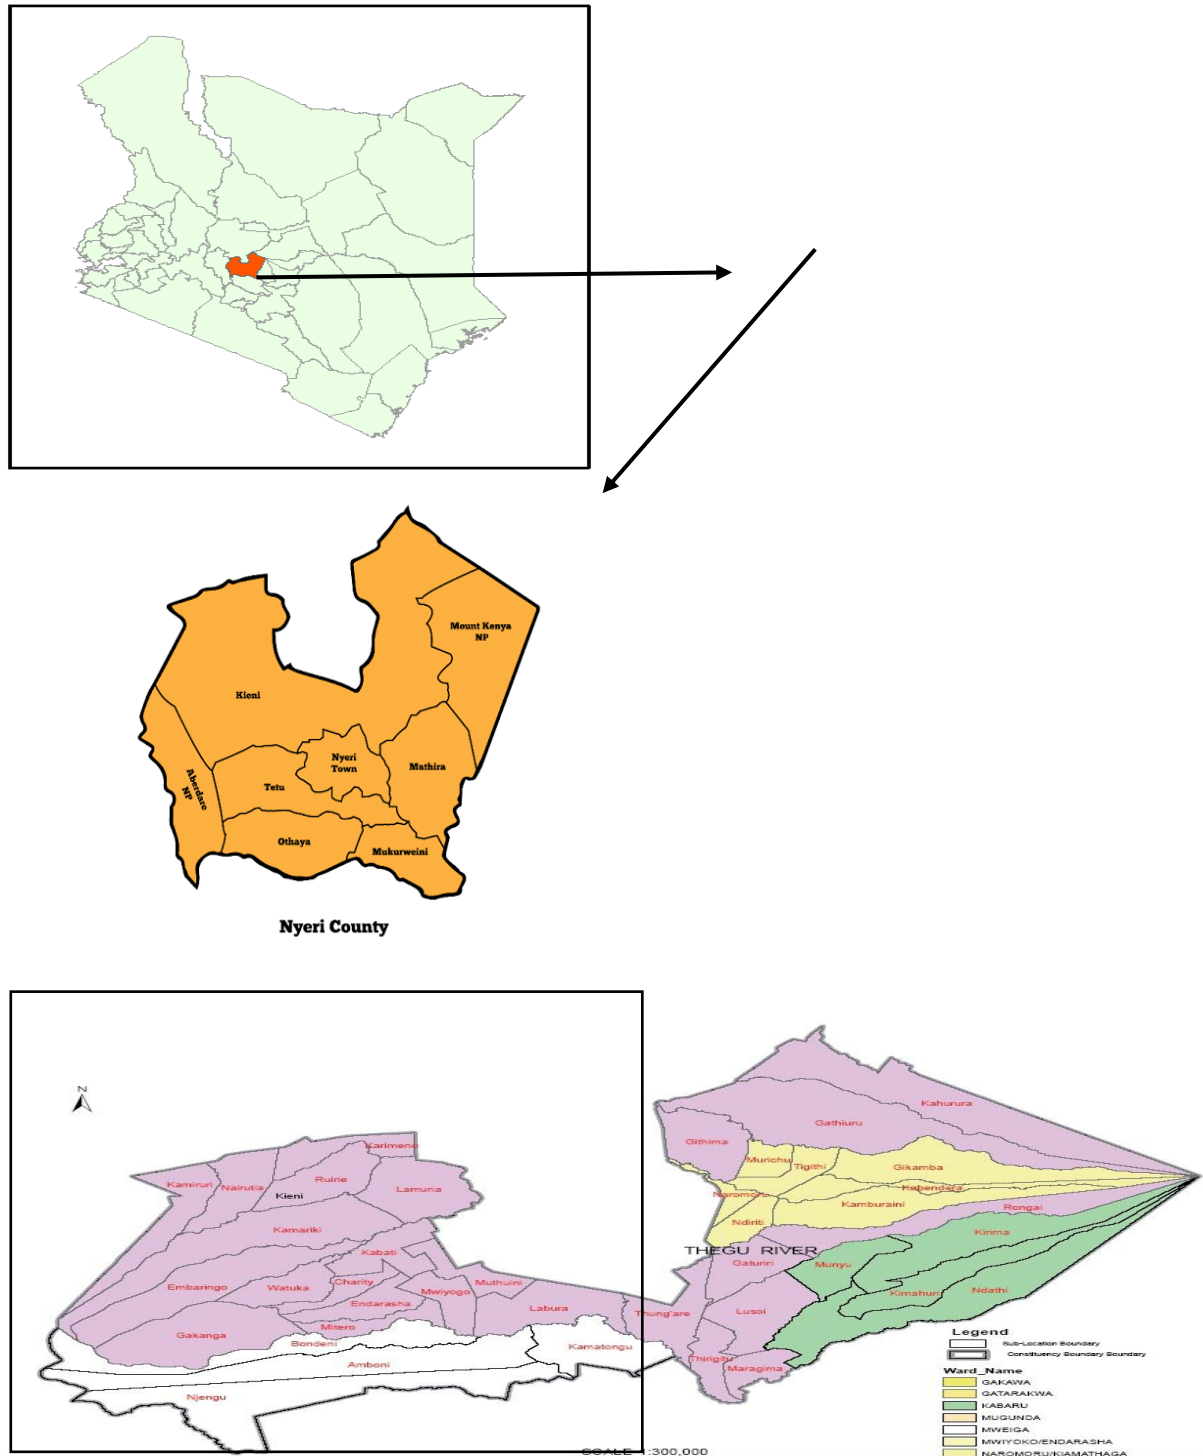 Mount Kenya
NP
Kieni
Nyeri
Town
Mathira
Aberdare
NP
Tetu
Othaya
Mukurweini
Nyeri County
N
Kahurura
Gathiuru
Githima
Karimeno
Murichu
Tigithi
Gikamba
Kamiruri
Nairutia
Ruirie
Kieni
Lamuria
Kabendera
Naromoru
Kamburaini
Rongai
Ndiriti
Kamariki
Kirima
THEGU RIVER
Kabati
Gaturiri
Munyu
Embaringo
Watuka
Charity
Mwiyogo
Muthuini
Kimahuri
Ndathi
Endarasha
Labura
Thung'are
Lusoi
Mitero
Gakanga
Bondeni
Kamatongu
Amboni
Thirigitu
Maragima
Njengu
Legend
Sub-Location Boundary
Constituency Boundary Boundary
Ward_Name
GAKAWA
GATARAKWA
KABARU
MUGUNDA
MWEIGA
MWIYOKO/ENDARASHA
NAROMORU/KIAMATHAGA
SCALE 1:300,000